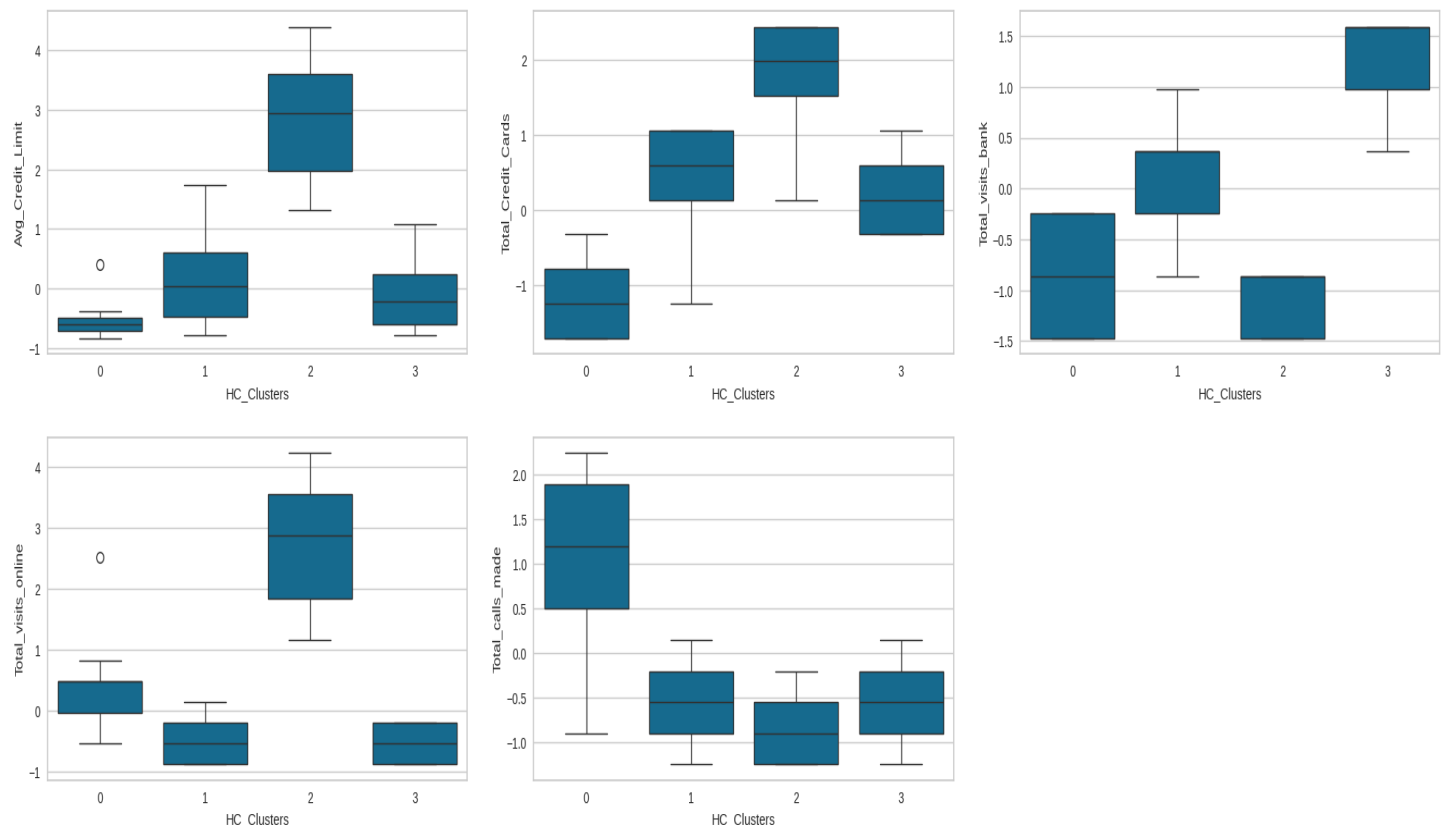 Avg_Credit_Limit
4
3
2
1
0
−1
0 1 2 3
HC_Clusters
Total_Credit_Cards
2
1
0
−1
0 1 2 3
HC_Clusters
Total_visits_bank
1.5
1.0
0.5
0.0
−0.5
−1.0
−1.5
0 1 2 3
HC_Clusters
Total_visits_online
4
3
2
1
0
−1
0 1 2 3
HC_Clusters
Total_calls_made
2.0
1.5
1.0
0.5
0.0
−0.5
−1.0
0 1 2 3
HC_Clusters